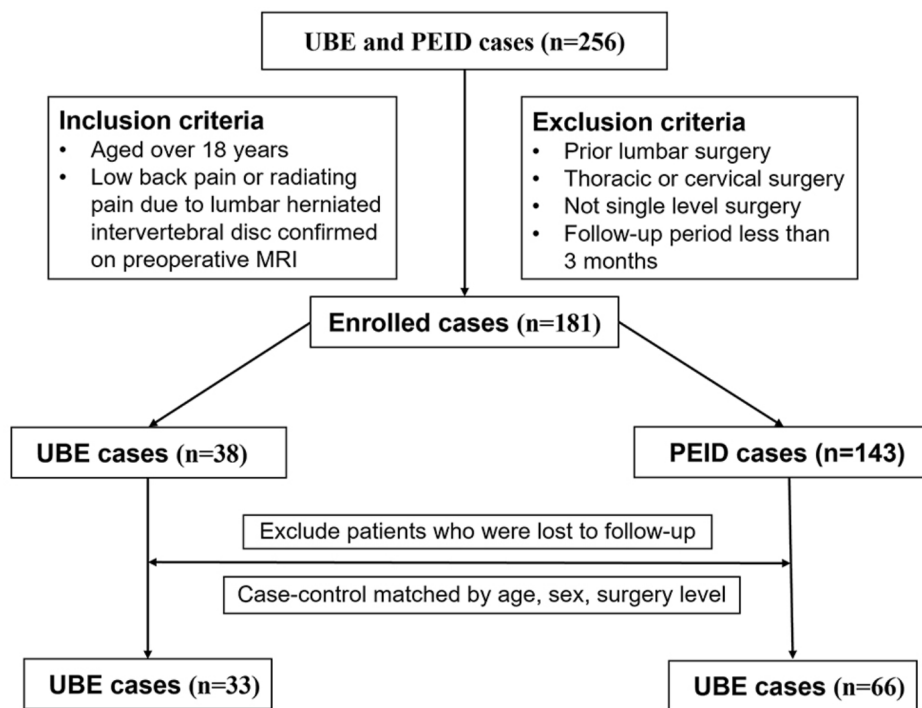 UBE and PEID cases (n=256)
Inclusion criteria
• Aged over 18 years
• Low back pain or radiating
pain due to lumbar herniated
intervertebral disc confirmed
on preoperative MRI
Exclusion criteria
• Prior lumbar surgery
• Thoracic or cervical surgery
• Not single level surgery
• Follow-up period less than
3 months
Enrolled cases (n=181)
UBE cases (n=38)
PEID cases (n=143)
Exclude patients who were lost to follow-up
Case-control matched by age, sex, surgery level
UBE cases (n=33)
UBE cases (n=66)